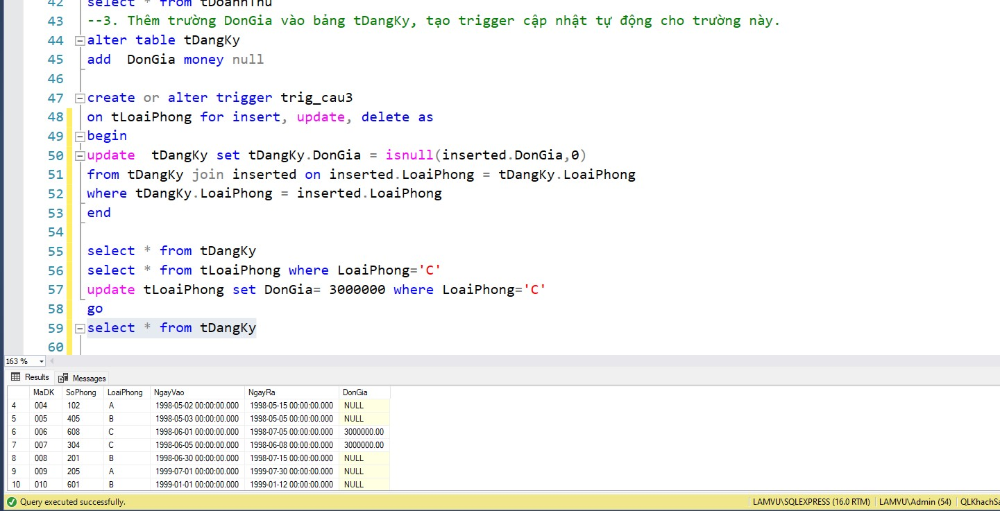 42 select * from tDoanhThu
43 --3. Thêm trường DonGia vào bảng tDangKy, tạo trigger cập nhật tự động cho trường này.
44 alter table tDangKy
45 add  DonGia money null
46
47 create or alter trigger trig_cau3
48 on tLoaiPhong for insert, update, delete as
49 begin
50 update  tDangKy set tDangKy.DonGia = isnull(inserted.DonGia,0)
51 from tDangKy join inserted on inserted.LoaiPhong = tDangKy.LoaiPhong
52 where tDangKy.LoaiPhong = inserted.LoaiPhong
53 end
54
55 select * from tDangKy
56 select * from tLoaiPhong where LoaiPhong='C'
57 update tLoaiPhong set DonGia= 3000000 where LoaiPhong='C'
58 go
59 select * from tDangKy
60
163 %
Results Messages
MaDK SoPhong LoaiPhong NgayVao NgayRa DonGia
4 004 102 A 1998-05-02 00:00:00.000 1998-05-15 00:00:00.000 NULL
5 005 405 B 1998-05-03 00:00:00.000 1998-05-05 00:00:00.000 NULL
6 006 608 C 1998-06-01 00:00:00.000 1998-07-05 00:00:00.000 3000000.00
7 007 304 C 1998-06-05 00:00:00.000 1998-06-08 00:00:00.000 3000000.00
8 008 201 B 1998-06-30 00:00:00.000 1998-07-15 00:00:00.000 NULL
9 009 205 A 1999-07-01 00:00:00.000 1999-07-30 00:00:00.000 NULL
10 010 601 B 1999-01-01 00:00:00.000 1999-01-12 00:00:00.000 NULL
Query executed successfully. LAMVU\SQLEXPRESS (16.0 RTM) LAMVU\Admin (54) QLKhachSa